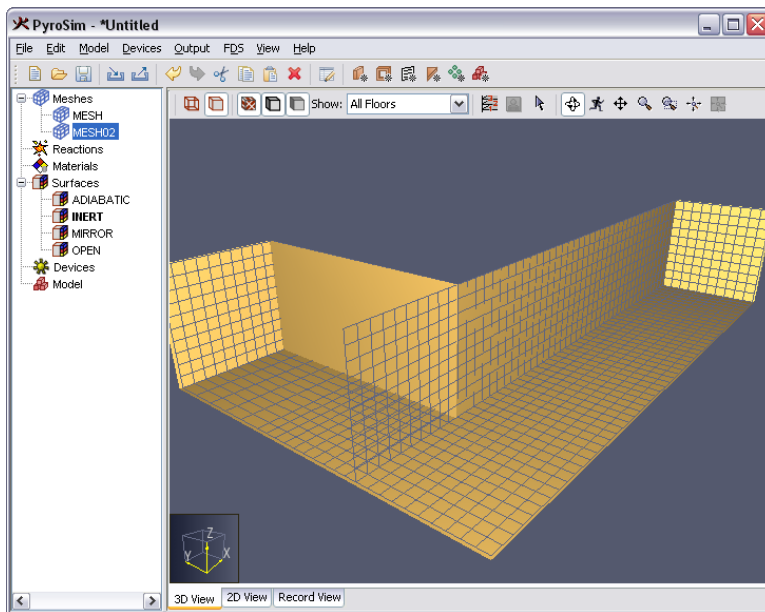 PyroSim - *Untitled
File Edit Model Devices Output FDS View Help
Show: All Floors
Meshes
MESH
MESH02
Reactions
Materials
Surfaces
ADIABATIC
INERT
MIRROR
OPEN
Devices
Model
Z
Y X
3D View 2D View Record View